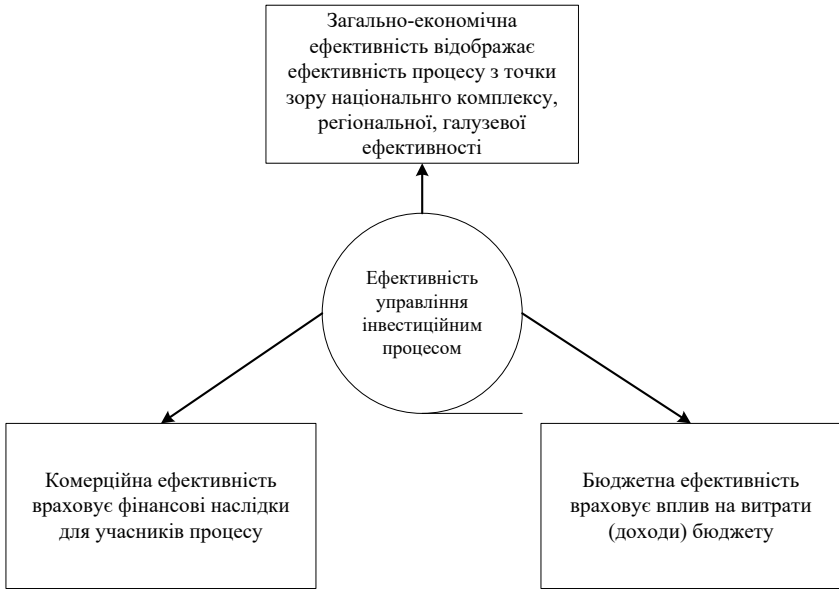 Загально-економічна
ефективність відображає
ефективність процесу з точки
зору національнго комплексу,
регіональної, галузевої
ефективності
Ефективність
управління
інвестиційним
процесом
Комерційна ефективність
враховує фінансові наслідки
для учасників процесу
Бюджетна ефективність
враховує вплив на витрати
(доходи) бюджету